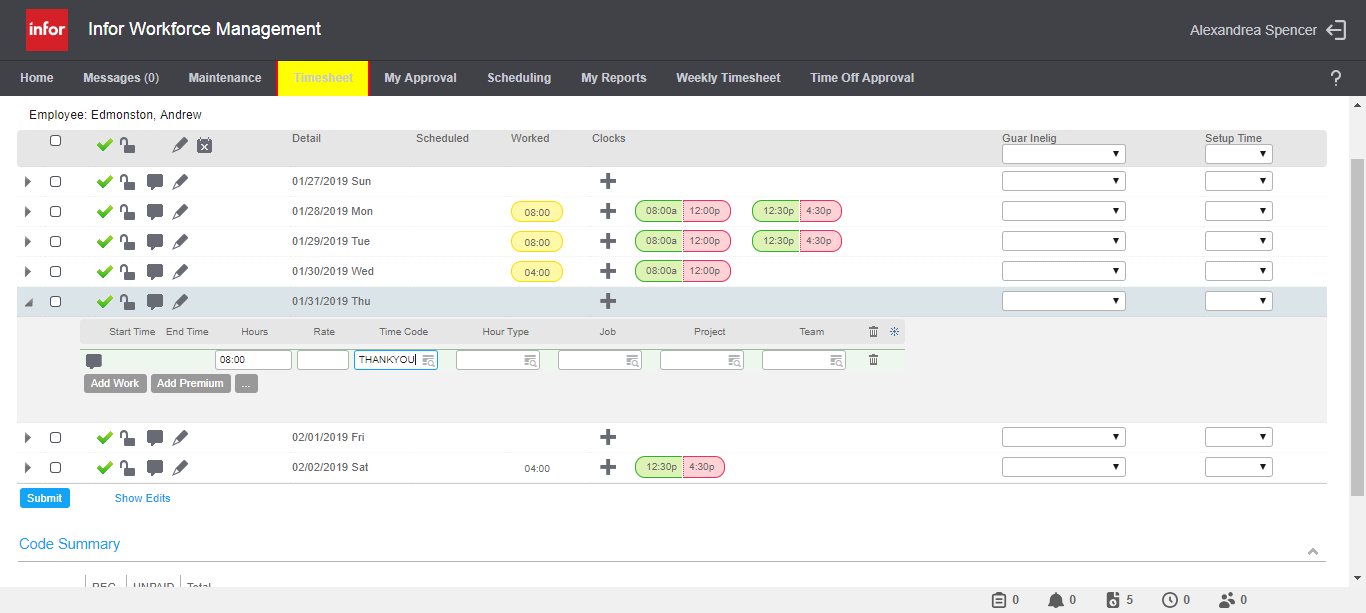 infor Infor Workforce Management Alexandrea Spencer
Home Messages (0) Maintenance Timesheet My Approval Scheduling My Reports Weekly Timesheet Time Off Approval ?
Employee: Edmonston, Andrew
Detail Scheduled Worked Clocks Guar Inelig Setup Time
01/27/2019 Sun
01/28/2019 Mon 08:00 08:00a 12:00p 12:30p 4:30p
01/29/2019 Tue 08:00 08:00a 12:00p 12:30p 4:30p
01/30/2019 Wed 04:00 08:00a 12:00p
01/31/2019 Thu
Start Time End Time Hours Rate Time Code Hour Type Job Project Team
08:00 THANKYOU
Add Work Add Premium ...
02/01/2019 Fri
02/02/2019 Sat 04:00 12:30p 4:30p
Submit Show Edits
Code Summary
REG UNPAID Total
0 0 5 0 0